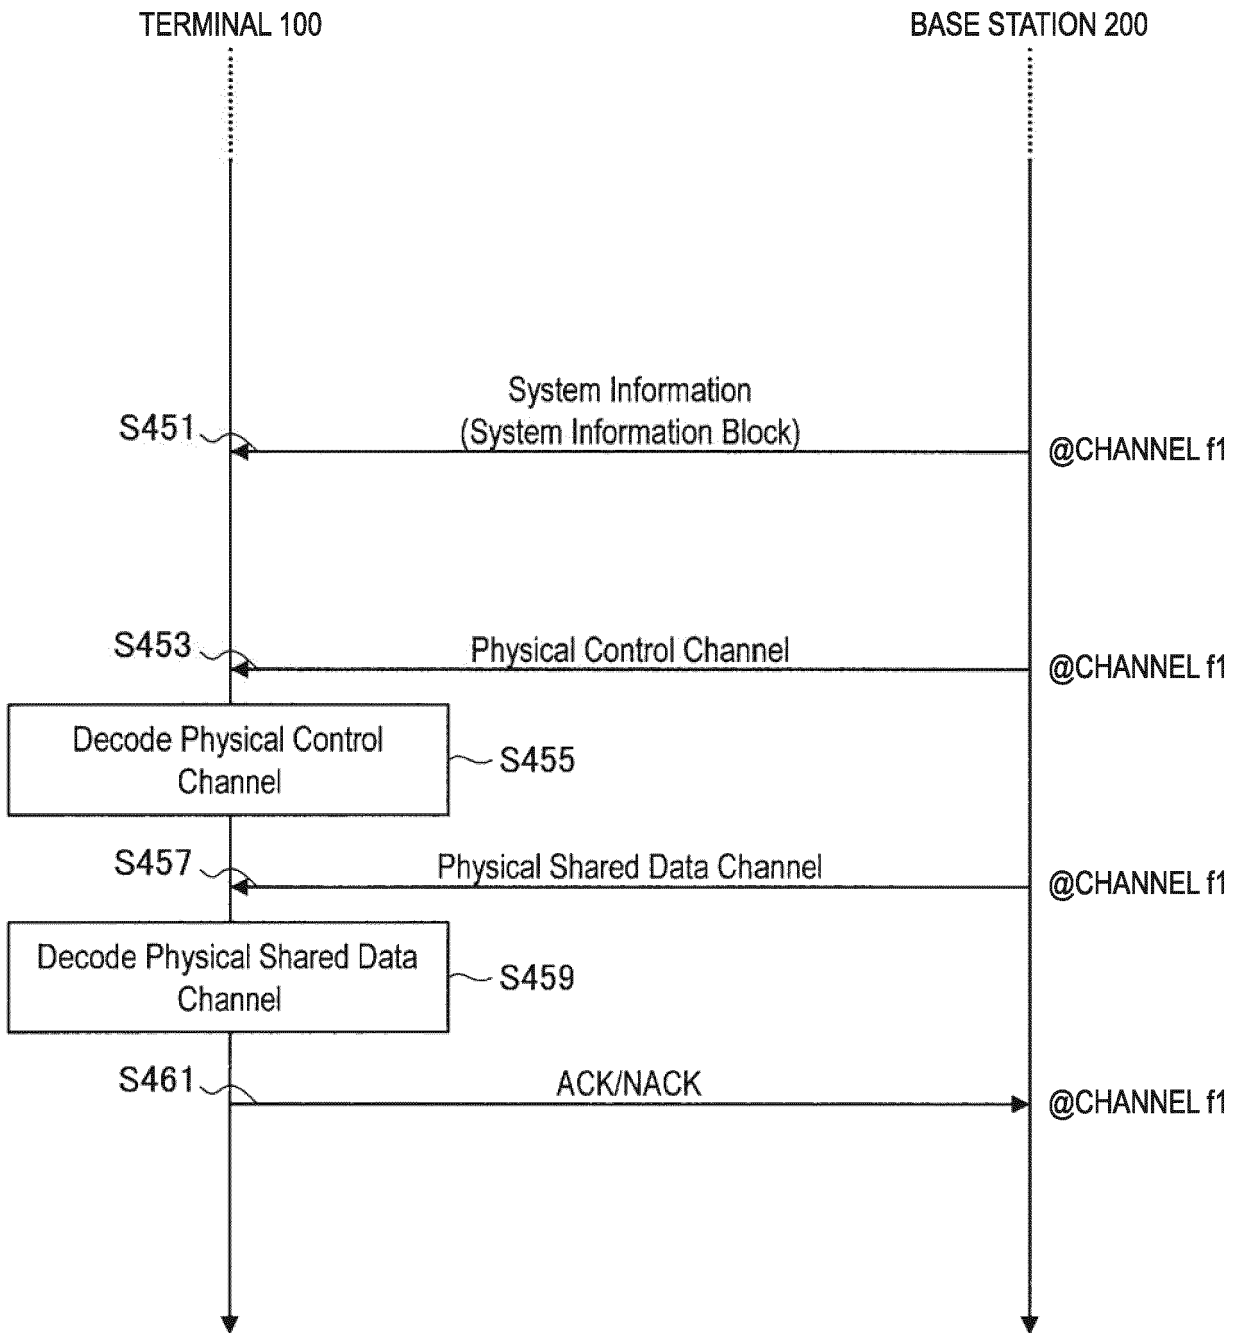 TERMINAL 100
BASE STATION 200
System Information
S451
(System Information Block)
@CHANNEL f1
S453
Physical Control Channel
@CHANNEL f1
Decode Physical Control
Channel
S455
S457
Physical Shared Data Channel
@CHANNEL f1
Decode Physical Shared Data
Channel
S459
S461
ACK/NACK
@CHANNEL f1